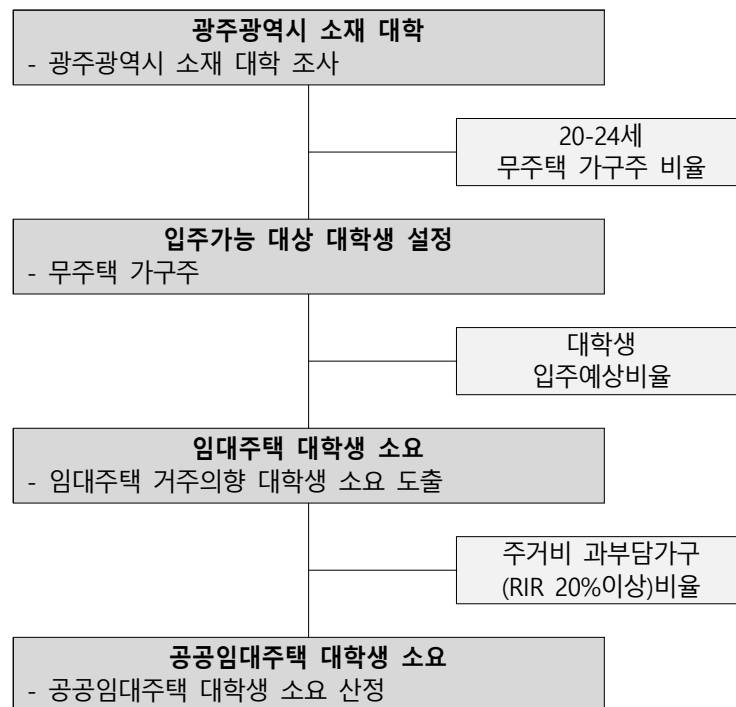 광주광역시 소재 대학
- 광주광역시 소재 대학 조사
20-24세
무주택 가구주 비율
입주가능 대상 대학생 설정
- 무주택 가구주
대학생
입주예상비율
임대주택 대학생 소요
- 임대주택 거주의향 대학생 소요 도출
주거비 과부담가구
(RIR 20%이상)비율
공공임대주택 대학생 소요
- 공공임대주택 대학생 소요 산정